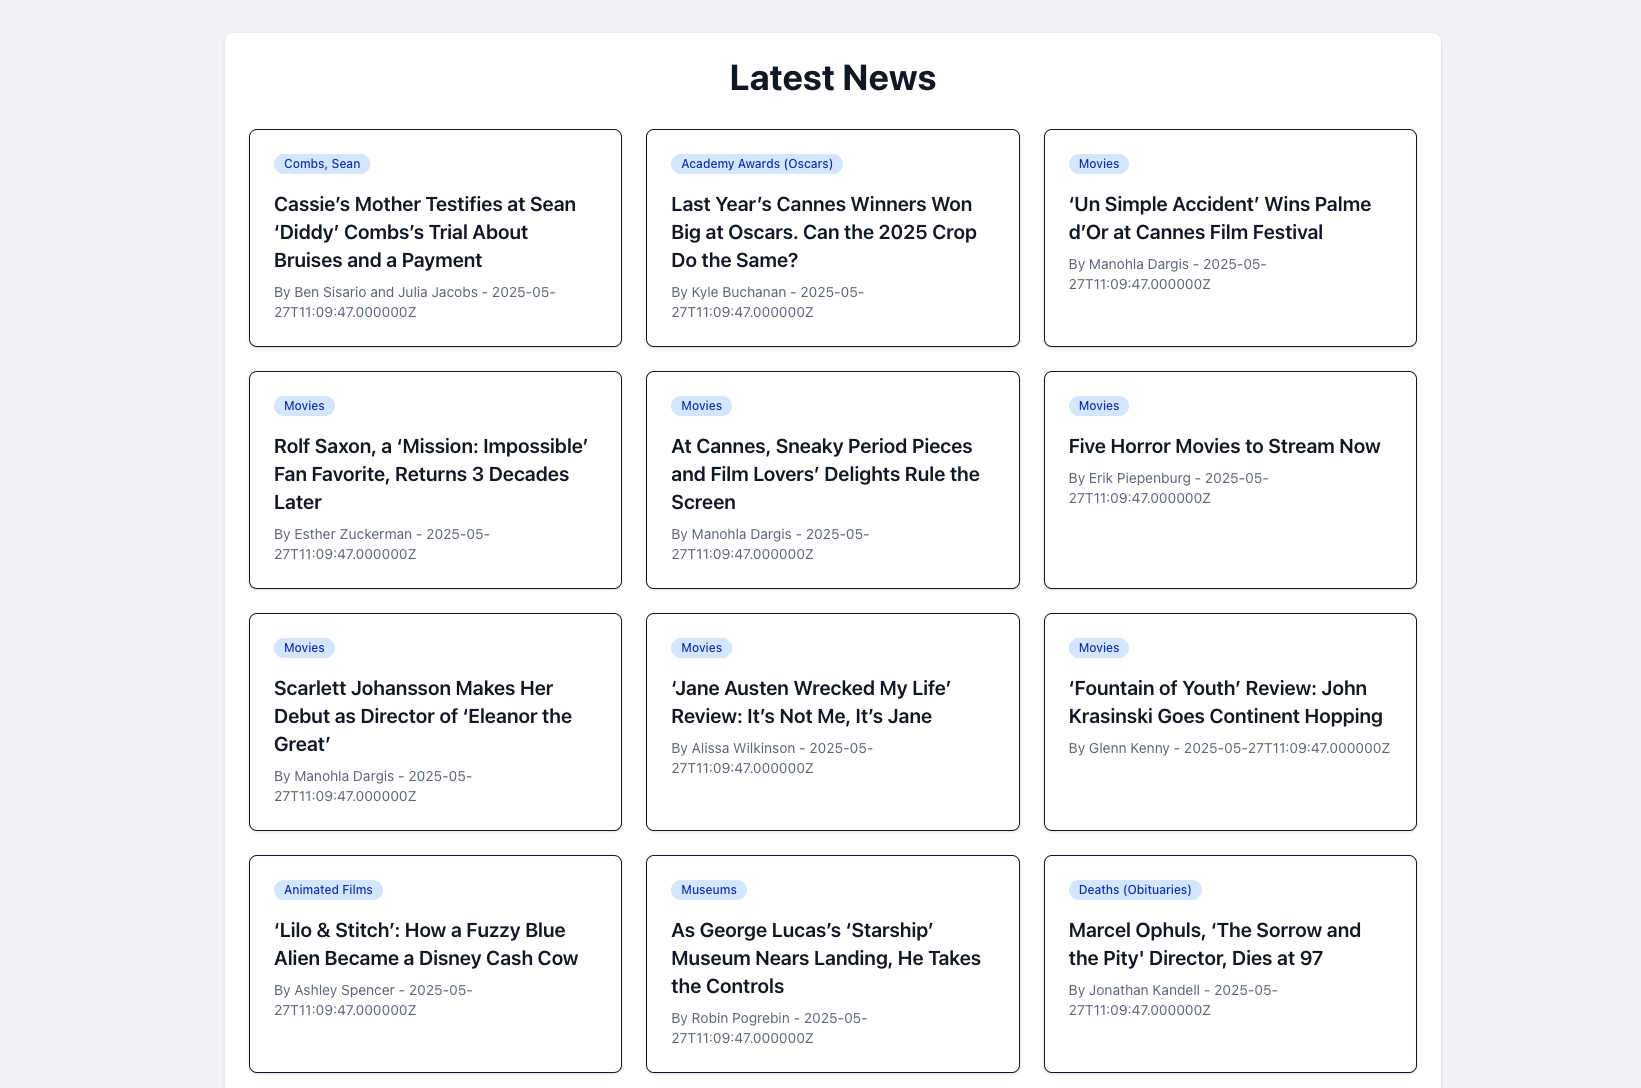 Latest News
Combs, Sean
Cassie’s Mother Testifies at Sean
‘Diddy’ Combs’s Trial About
Bruises and a Payment
By Ben Sisario and Julia Jacobs - 2025-05-
27T11:09:47.000000Z
Academy Awards (Oscars)
Last Year’s Cannes Winners Won
Big at Oscars. Can the 2025 Crop
Do the Same?
By Kyle Buchanan - 2025-05-
27T11:09:47.000000Z
Movies
‘Un Simple Accident’ Wins Palme
d’Or at Cannes Film Festival
By Manohla Dargis - 2025-05-
27T11:09:47.000000Z
Movies
Rolf Saxon, a ‘Mission: Impossible’
Fan Favorite, Returns 3 Decades
Later
By Esther Zuckerman - 2025-05-
27T11:09:47.000000Z
Movies
At Cannes, Sneaky Period Pieces
and Film Lovers’ Delights Rule the
Screen
By Manohla Dargis - 2025-05-
27T11:09:47.000000Z
Movies
Five Horror Movies to Stream Now
By Erik Piepenburg - 2025-05-
27T11:09:47.000000Z
Movies
Scarlett Johansson Makes Her
Debut as Director of ‘Eleanor the
Great’
By Manohla Dargis - 2025-05-
27T11:09:47.000000Z
Movies
‘Jane Austen Wrecked My Life’
Review: It’s Not Me, It’s Jane
By Alissa Wilkinson - 2025-05-
27T11:09:47.000000Z
Movies
‘Fountain of Youth’ Review: John
Krasinski Goes Continent Hopping
By Glenn Kenny - 2025-05-27T11:09:47.000000Z
Animated Films
‘Lilo & Stitch’: How a Fuzzy Blue
Alien Became a Disney Cash Cow
By Ashley Spencer - 2025-05-
27T11:09:47.000000Z
Museums
As George Lucas’s ‘Starship’
Museum Nears Landing, He Takes
the Controls
By Robin Pogrebin - 2025-05-
27T11:09:47.000000Z
Deaths (Obituaries)
Marcel Ophuls, ‘The Sorrow and
the Pity' Director, Dies at 97
By Jonathan Kandell - 2025-05-
27T11:09:47.000000Z